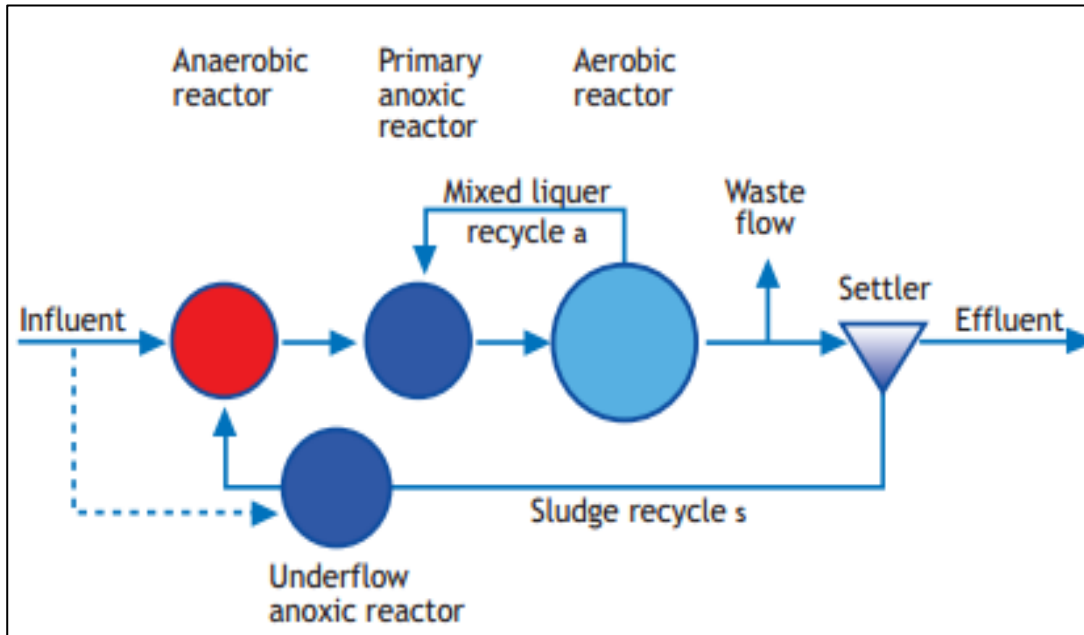 Anaerobic
reactor
Primary
anoxic
reactor
Aerobic
reactor
Mixed liquer
recycle a
Waste
flow
Settler
Influent
Effluent
Sludge recycle s
Underflow
anoxic reactor